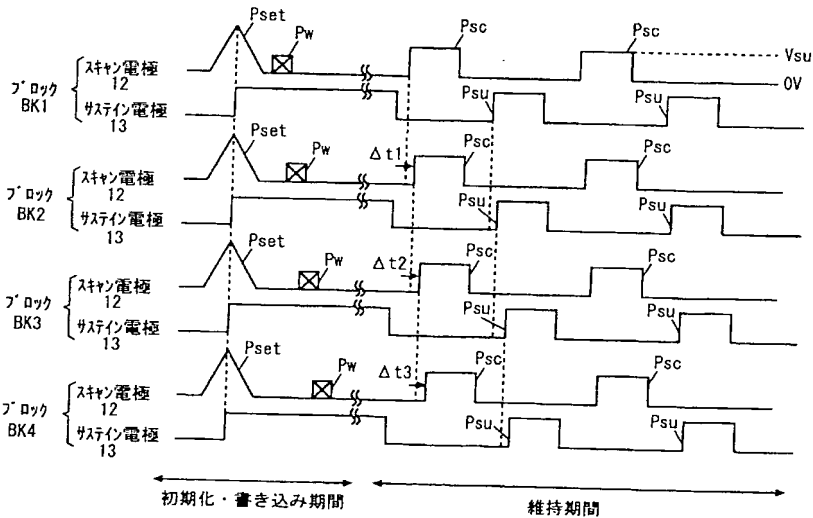 Pset
Pw
Psc
Psc
Vsu
0V
ブロック
BK1
スキャン電極
12
サステイン電極
13
Psu
Psu
Pset
Pw
Δt1
Psc
Psc
ブロック
BK2
スキャン電極
12
サステイン電極
13
Psu
Psu
Pset
Pw
Δt2
Psc
Psc
ブロック
BK3
スキャン電極
12
サステイン電極
13
Psu
Psu
Pset
Pw
Δt3
Psc
Psc
ブロック
BK4
スキャン電極
12
サステイン電極
13
Psu
Psu
初期化・書き込み期間
維持期間